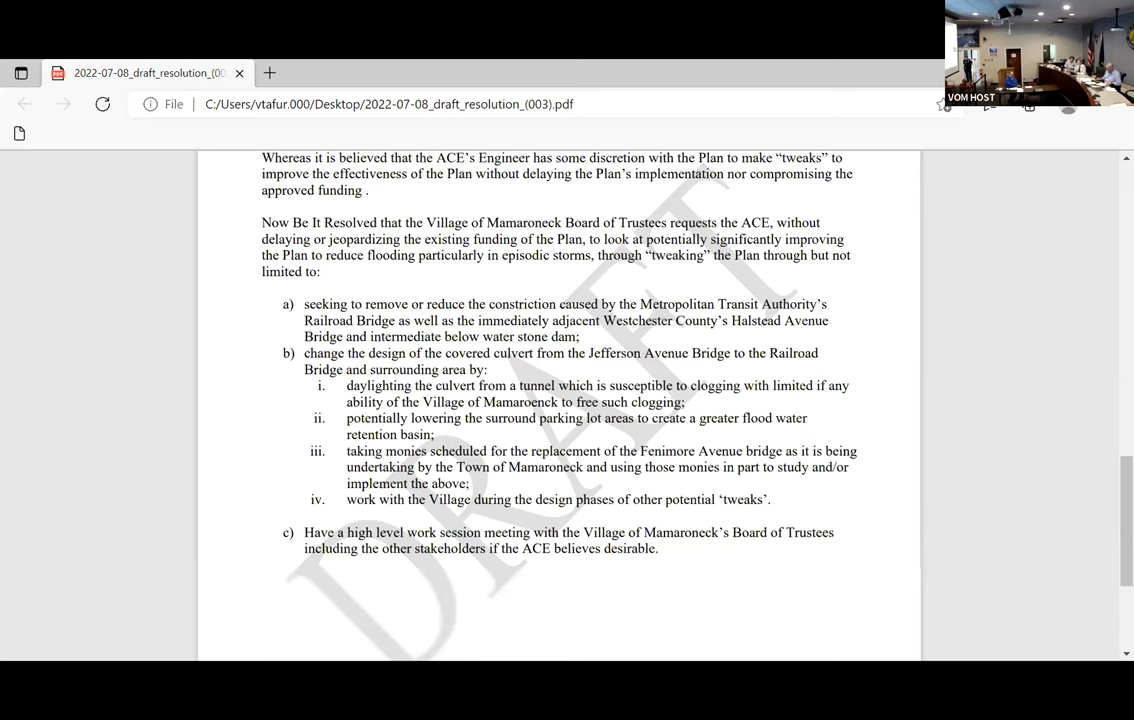 2022-07-08_draft_resolution_(00
File
C:/Users/vtafur.000/Desktop/2022-07-08_draft_resolution_(003).pdf
VOM HOST
Whereas it is believed that the ACE's Engineer has some discretion with the Plan to make “tweaks” to
improve the effectiveness of the Plan without delaying the Plan's implementation nor compromising the
approved funding .
Now Be It Resolved that the Village of Mamaroneck Board of Trustees requests the ACE, without
delaying or jeopardizing the existing funding of the Plan, to look at potentially significantly improving
the Plan to reduce flooding particularly in episodic storms, through “tweaking” the Plan through but not
limited to:
a) seeking to remove or reduce the constriction caused by the Metropolitan Transit Authority's
Railroad Bridge as well as the immediately adjacent Westchester County's Halstead Avenue
Bridge and intermediate below water stone dam;
b) change the design of the covered culvert from the Jefferson Avenue Bridge to the Railroad
Bridge and surrounding area by:
i. daylighting the culvert from a tunnel which is susceptible to clogging with limited if any
ability of the Village of Mamaroenck to free such clogging;
ii. potentially lowering the surround parking lot areas to create a greater flood water
retention basin;
iii. taking monies scheduled for the replacement of the Fenimore Avenue bridge as it is being
undertaking by the Town of Mamaroneck and using those monies in part to study and/or
implement the above;
iv. work with the Village during the design phases of other potential ‘tweaks’.
c) Have a high level work session meeting with the Village of Mamaroneck's Board of Trustees
including the other stakeholders if the ACE believes desirable.
DRAFT